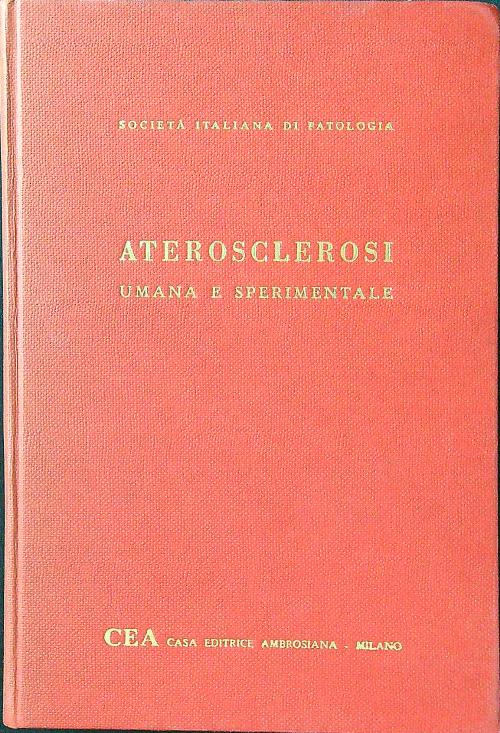 SOCIETÀ ITALIANA DI PATOLOGIA
ATEROSCLEROSI
UMANA E SPERIMENTALE
CEA CASA EDITRICE AMBROSIANA - MILANO